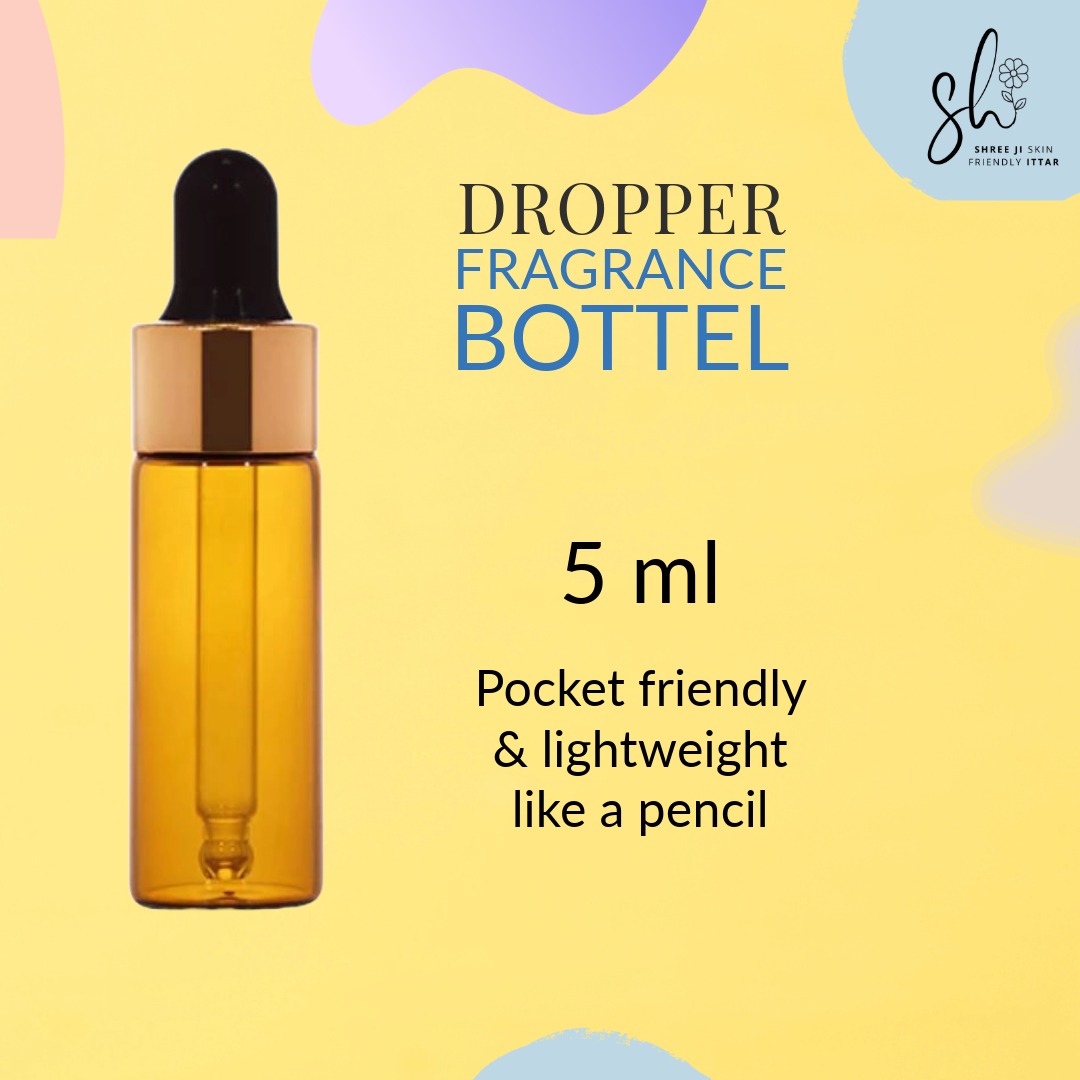 Sh
SHREE JI SKIN
FRIENDLY ITTAR
DROPPER
FRAGRANCE
BOTTEL
5 ml
Pocket friendly
& lightweight
like a pencil